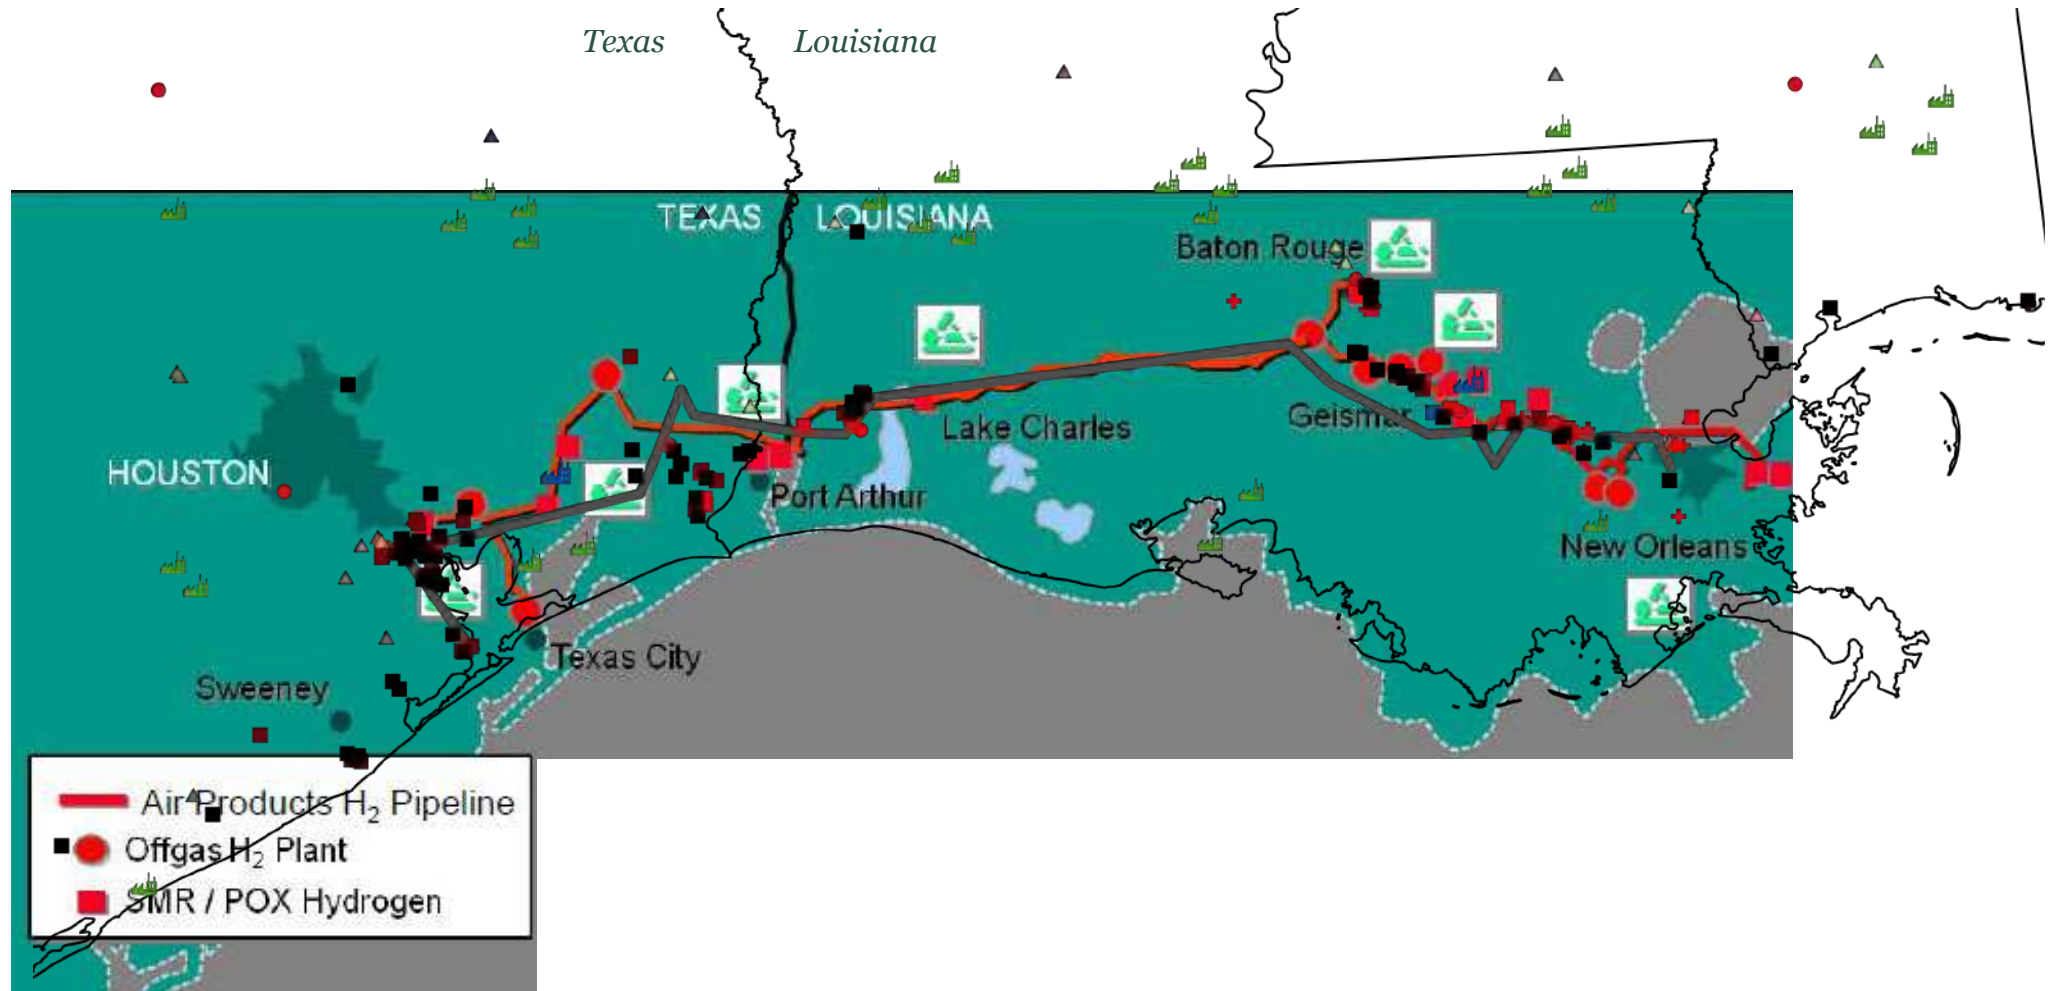 Texas
Louisiana
TEXAS
LOUISIANA
Baton Rouge
Geismar
Lake Charles
HOUSTON
Port Arthur
New Orleans
Texas City
Sweeney
Air Products H₂ Pipeline
Offgas H₂ Plant
SMR / POX Hydrogen